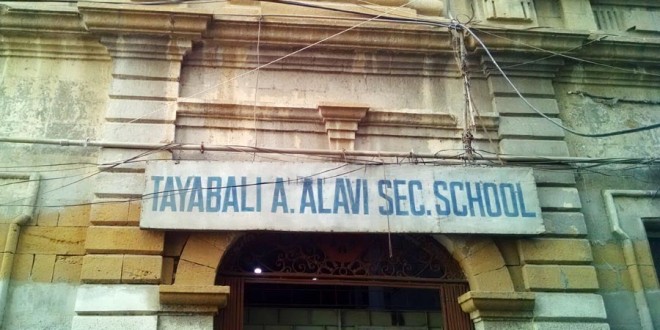 TAYABALI A. ALAVI SEC. SCHOOL